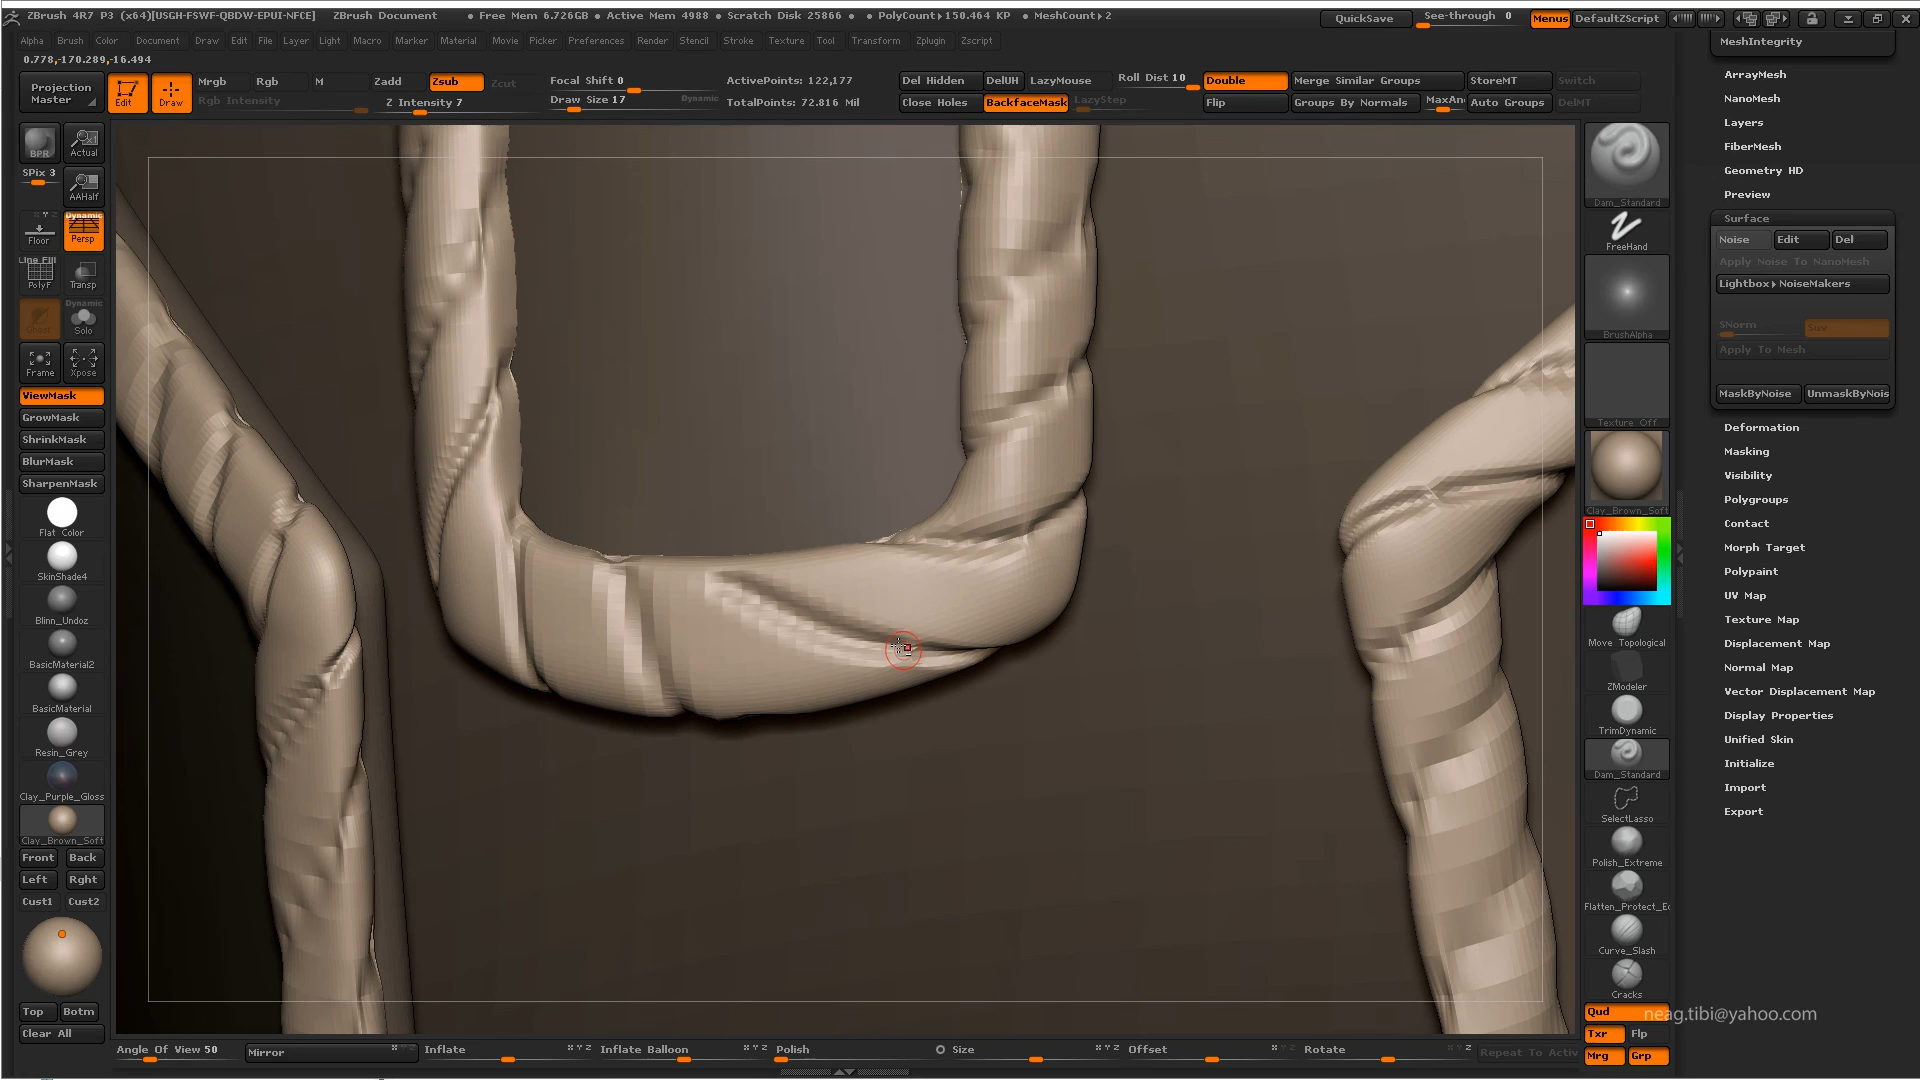 ZBrush 4R7 P3 (x64)[USGH-FSWF-QBDW-EPUI-NFCE] ZBrush Document • Free Mem 6.726GB • Active Mem 4988 • Scratch Disk 25866 • PolyCount▸150.464 KP • MeshCount▸2 QuickSave See-through 0 Menus DefaultZScript
Alpha Brush Color Document Draw Edit File Layer Light Macro Marker Material Movie Picker Preferences Render Stencil Stroke Texture Tool Transform Zplugin Zscript
0.778,-170.289,-16.494
Projection Master
Edit Draw
Mrgb Rgb M Zadd Zsub Zcut
Rgb Intensity Z Intensity 7
Focal Shift 0
Draw Size 17 Dynamic
ActivePoints: 122,177
TotalPoints: 72.816 Mil
Del Hidden DelUH LazyMouse Roll Dist 10
Close Holes BackfaceMask LazyStep
Double Merge Similar Groups StoreMT Switch
Flip Groups By Normals MaxAn Auto Groups DelMT
BPR Actual
SPix 3
AAHalf
Dynamic
Floor Persp
Line Fill
PolyF Transp
Dynamic
Ghost Solo
Frame Xpose
ViewMask
GrowMask
ShrinkMask
BlurMask
SharpenMask
Flat Color
SkinShade4
Blinn_Undoz
BasicMaterial2
BasicMaterial
Resin_Grey
Clay_Purple_Gloss
Clay_Brown_Soft
Front Back
Left Rght
Cust1 Cust2
Top Botm
Clear All
Angle Of View 50 Mirror Inflate Inflate Balloon Polish Size Offset Rotate Repeat To Activ
Dam_Standard
FreeHand
BrushAlpha
Texture Off
Clay_Brown_Soft
Move Topological
ZModeler
TrimDynamic
Dam_Standard
SelectLasso
Polish_Extreme
Flatten_Protect_Ed
Curve_Slash
Cracks
Qud
Txr Flp
Mrg Grp
MeshIntegrity
ArrayMesh
NanoMesh
Layers
FiberMesh
Geometry HD
Preview
Surface
Noise Edit Del
Apply Noise To NanoMesh
Lightbox▸NoiseMakers
SNorm Suv
Apply To Mesh
MaskByNoise UnmaskByNois
Deformation
Masking
Visibility
Polygroups
Contact
Morph Target
Polypaint
UV Map
Texture Map
Displacement Map
Normal Map
Vector Displacement Map
Display Properties
Unified Skin
Initialize
Import
Export
neag.tibi@yahoo.com